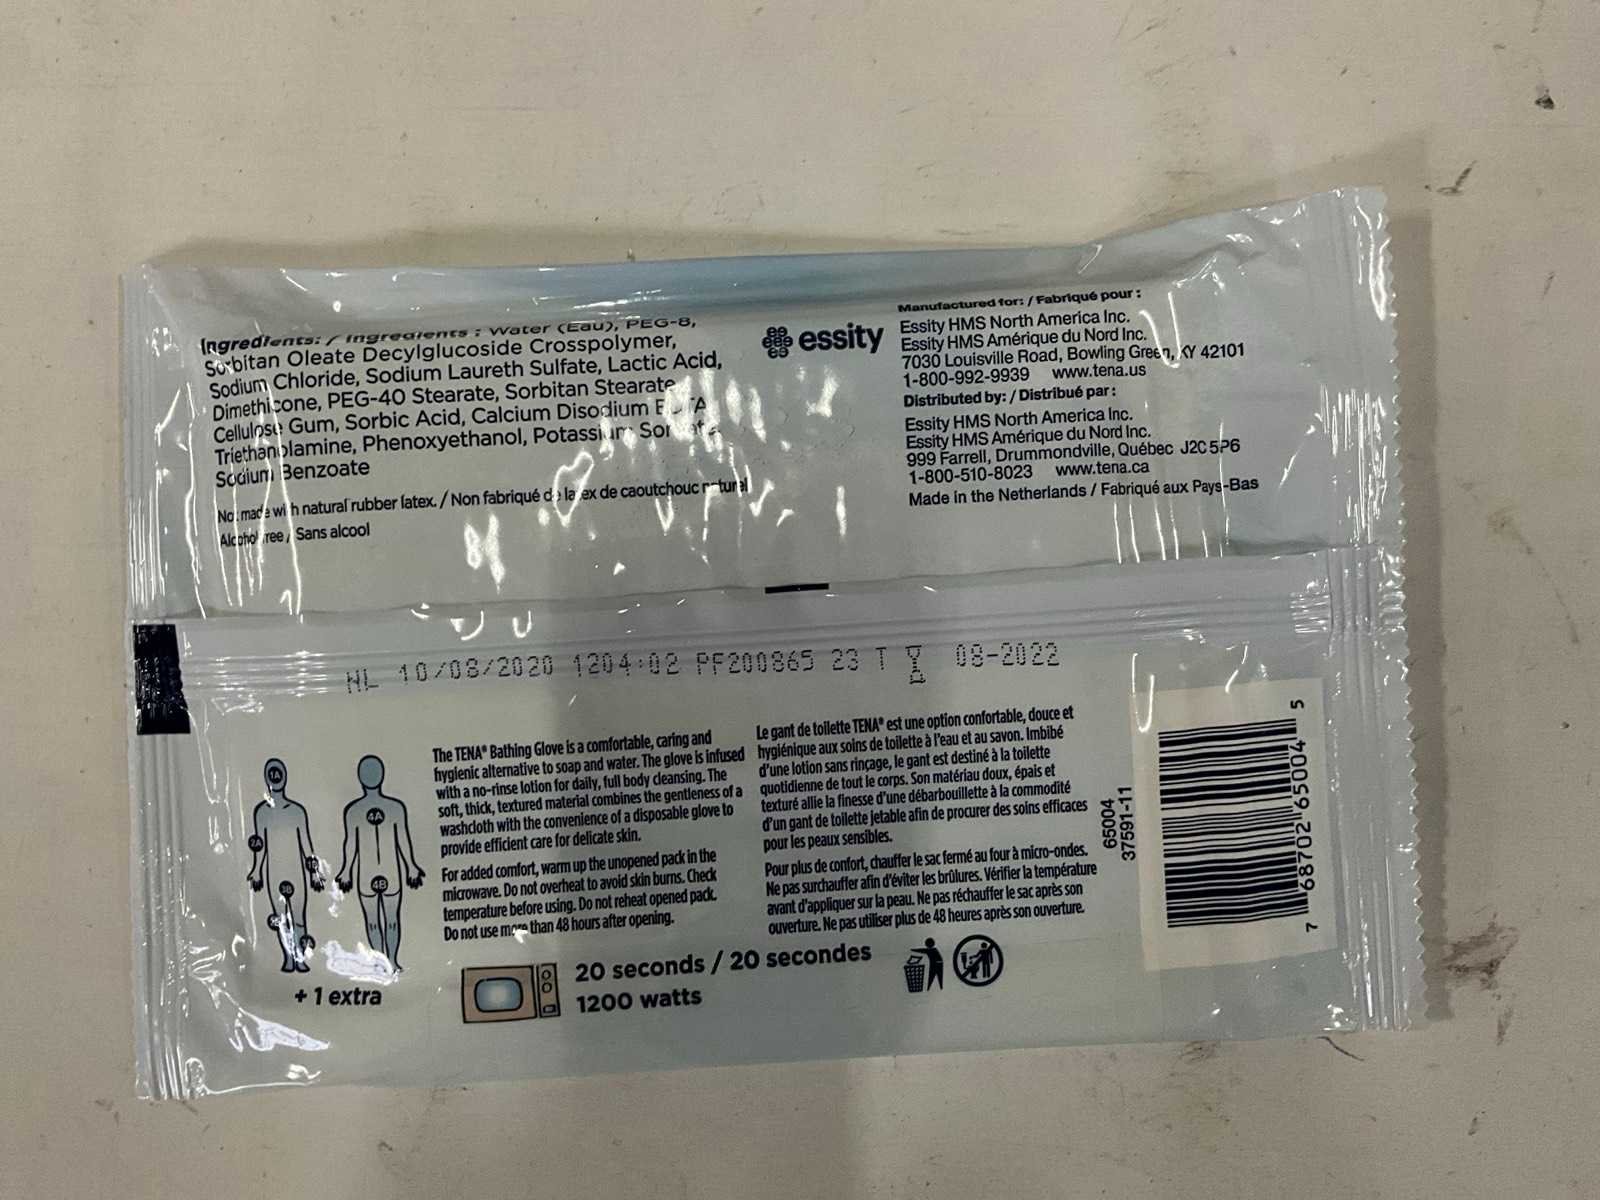 Ingredients: / Ingredients : Water (Eau), PEG-8,
Sorbitan Oleate Decylglucoside Crosspolymer,
Sodium Chloride, Sodium Laureth Sulfate, Lactic Acid,
Dimethicone, PEG-40 Stearate, Sorbitan Stearate,
Cellulose Gum, Sorbic Acid, Calcium Disodium EDTA,
Triethanolamine, Phenoxyethanol, Potassium Sorbate,
Sodium Benzoate
Not made with natural rubber latex. / Non fabriqué de latex de caoutchouc naturel
Alcohol free / Sans alcool
essity
Manufactured for: / Fabriqué pour :
Essity HMS North America Inc.
Essity HMS Amérique du Nord Inc.
7030 Louisville Road, Bowling Green, KY 42101
1-800-992-9939 www.tena.us
Distributed by: / Distribué par :
Essity HMS North America Inc.
Essity HMS Amérique du Nord Inc.
999 Farrell, Drummondville, Québec J2C 5P6
1-800-510-8023 www.tena.ca
Made in the Netherlands / Fabriqué aux Pays-Bas
NL 10/08/2020 1204:02 PF200865 23 T 08-2022
1A
2A
3B
4A
4B
+ 1 extra
The TENA® Bathing Glove is a comfortable, caring and
hygienic alternative to soap and water. The glove is infused
with a no-rinse lotion for daily, full body cleansing. The
soft, thick, textured material combines the gentleness of a
washcloth with the convenience of a disposable glove to
provide efficient care for delicate skin.
For added comfort, warm up the unopened pack in the
microwave. Do not overheat to avoid skin burns. Check
temperature before using. Do not reheat opened pack.
Do not use more than 48 hours after opening.
Le gant de toilette TENA® est une option confortable, douce et
hygiénique aux soins de toilette à l'eau et au savon. Imbibé
d'une lotion sans rinçage, le gant est destiné à la toilette
quotidienne de tout le corps. Son matériau doux, épais et
texturé allie la finesse d'une débarbouillette à la commodité
d'un gant de toilette jetable afin de procurer des soins efficaces
pour les peaux sensibles.
Pour plus de confort, chauffer le sac fermé au four à micro-ondes.
Ne pas surchauffer afin d'éviter les brûlures. Vérifier la température
avant d'appliquer sur la peau. Ne pas réchauffer le sac après son
ouverture. Ne pas utiliser plus de 48 heures après son ouverture.
20 seconds / 20 secondes
1200 watts
65004
37591-11
7 68702 65004 5